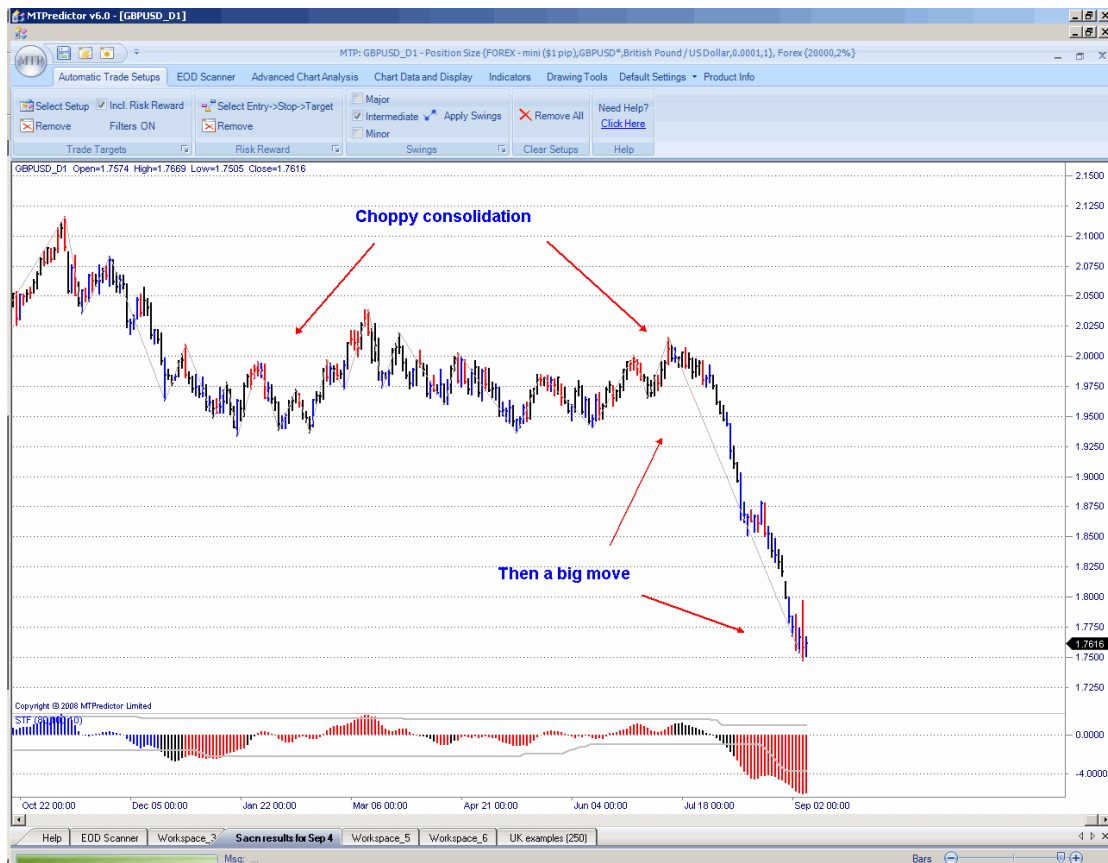 MTPredictor v6.0 - [GBPUSD_D1]
MTP: GBPUSD_D1 - Position Size {FOREX - mini ($1 pip),GBPUSD*,British Pound / US Dollar,0.0001,1}, Forex {20000,2%}
MTP
Automatic Trade Setups EOD Scanner Advanced Chart Analysis Chart Data and Display Indicators Drawing Tools Default Settings Product Info
Select Setup Incl. Risk Reward
Remove Filters ON
Trade Targets
Select Entry->Stop->Target
Remove
Risk Reward
Major
Intermediate Apply Swings
Minor
Swings
Remove All
Clear Setups
Need Help?
Click Here
Help
GBPUSD_D1 Open=1.7574 High=1.7669 Low=1.7505 Close=1.7616
Choppy consolidation
Then a big move
2.1500
2.1250
2.1000
2.0750
2.0500
2.0250
2.0000
1.9750
1.9500
1.9250
1.9000
1.8750
1.8500
1.8250
1.8000
1.7750
1.7616
1.7500
1.7250
Copyright © 2008 MTPredictor Limited
0.0000
-4.0000
Oct 22 00:00 Dec 05 00:00 Jan 22 00:00 Mar 06 00:00 Apr 21 00:00 Jun 04 00:00 Jul 18 00:00 Sep 02 00:00
Help EOD Scanner Workspace_3 Sacn results for Sep 4 Workspace_5 Workspace_6 UK examples (250)
Msg: ...
Bars